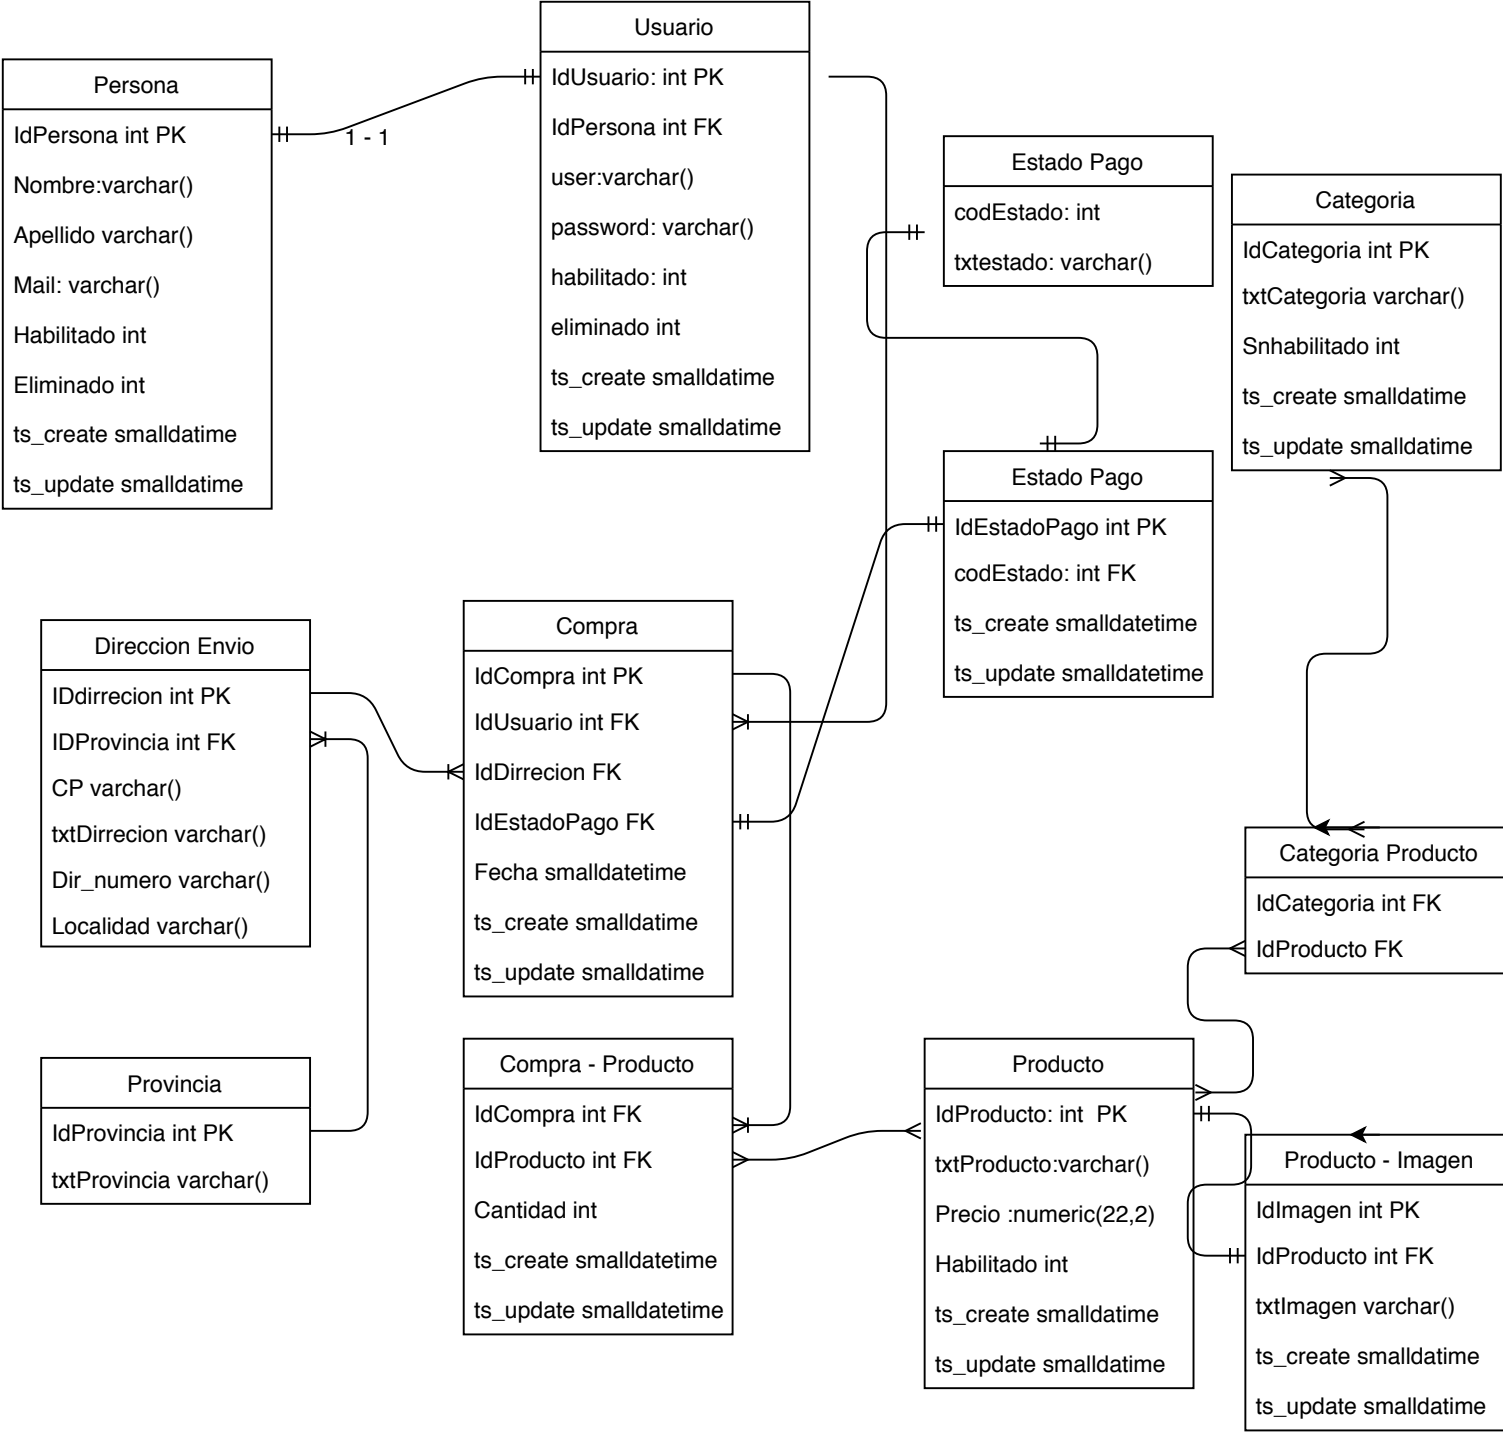 Persona
IdPersona int PK
Nombre:varchar()
Apellido varchar()
Mail: varchar()
Habilitado int
Eliminado int
ts_create smalldatime
ts_update smalldatime
1 - 1
Usuario
IdUsuario: int PK
IdPersona int FK
user:varchar()
password: varchar()
habilitado: int
eliminado int
ts_create smalldatime
ts_update smalldatime
Estado Pago
codEstado: int
txtestado: varchar()
Categoria
IdCategoria int PK
txtCategoria varchar()
Snhabilitado int
ts_create smalldatime
ts_update smalldatime
Estado Pago
IdEstadoPago int PK
codEstado: int FK
ts_create smalldatetime
ts_update smalldatetime
Direccion Envio
IDdirrecion int PK
IDProvincia int FK
CP varchar()
txtDirrecion varchar()
Dir_numero varchar()
Localidad varchar()
Compra
IdCompra int PK
IdUsuario int FK
IdDirrecion FK
IdEstadoPago FK
Fecha smalldatetime
ts_create smalldatime
ts_update smalldatime
Categoria Producto
IdCategoria int FK
IdProducto FK
Provincia
IdProvincia int PK
txtProvincia varchar()
Compra - Producto
IdCompra int FK
IdProducto int FK
Cantidad int
ts_create smalldatetime
ts_update smalldatetime
Producto
IdProducto: int  PK
txtProducto:varchar()
Precio :numeric(22,2)
Habilitado int
ts_create smalldatime
ts_update smalldatime
Producto - Imagen
IdImagen int PK
IdProducto int FK
txtImagen varchar()
ts_create smalldatime
ts_update smalldatime